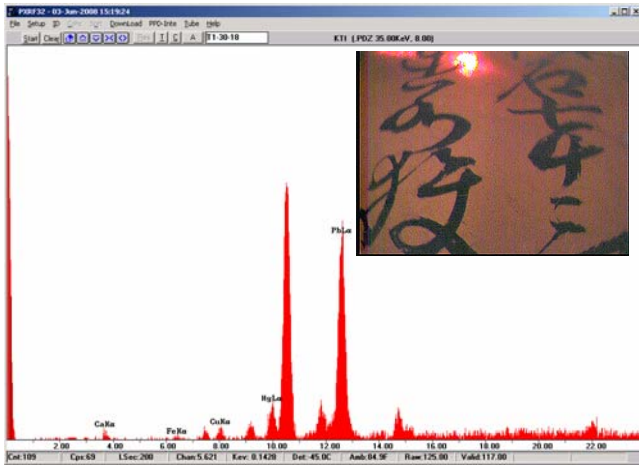 PXRF32 - 03-Jun-2008 15:19:24
File Setup ID DownLoad PPD-Inte Tube Help
Start Clear I C A T1-30-18 KTI (.PDZ 35.00KeV, 8.00)
PbLα
HgLα
CaKα
FeKα
CuKα
2.00 4.00 6.00 8.00 10.00 12.00 14.00 16.00 18.00 20.00 22.00
Cnt:109 Cps:69 LSec:200 Chan:5.621 Kev: 0.1420 Det:-45.0C Amb:84.9F Raw:125.00 Valid:117.00